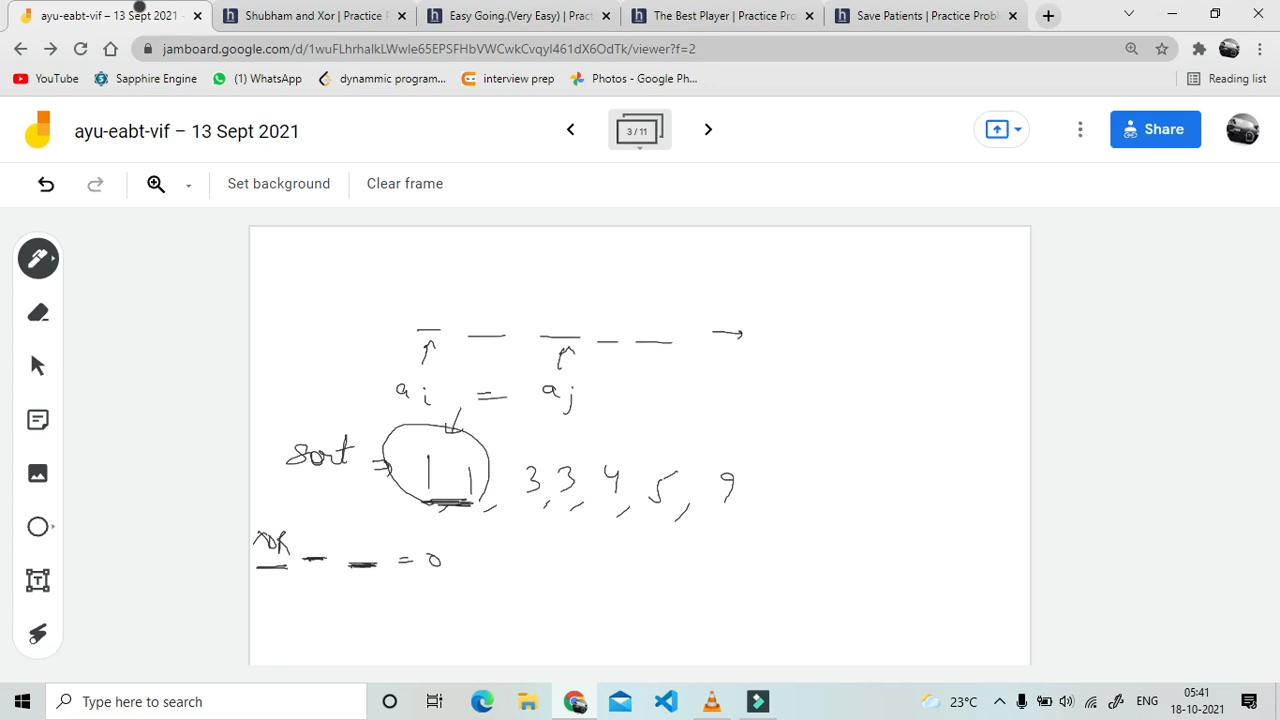 ayu-eabt-vif – 13 Sept 2021 -
Shubham and Xor | Practice P
Easy Going.(Very Easy) | Pract
The Best Player | Practice Pro
Save Patients | Practice Prob
jamboard.google.com/d/1wuFLhrhalkLWwle65EPSFHbVWCwkCvqyl461dX6OdTk/viewer?f=2
YouTube
Sapphire Engine
(1) WhatsApp
dynammic program...
interview prep
Photos - Google Ph...
Reading list
ayu-eabt-vif – 13 Sept 2021
3 / 11
Share
Set background
Clear frame
ai = aj
sort ⇒ 1, 1, 3, 3, 4, 5, 9
XOR = 0
Type here to search
23°C
05:41
18-10-2021